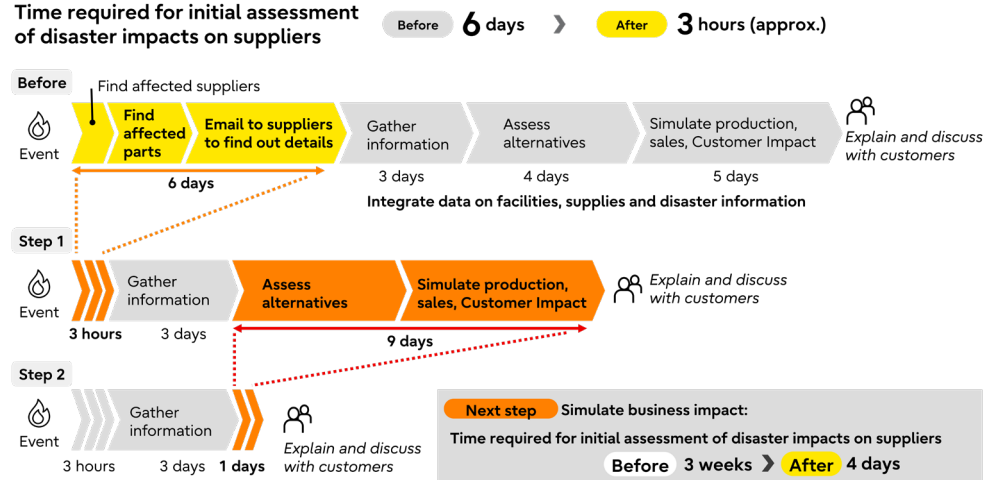 Time required for initial assessment
of disaster impacts on suppliers
Before 6 days > After 3 hours (approx.)
Before
Find affected suppliers
Event
Find
affected
parts
Email to suppliers
to find out details
Gather
information
Assess
alternatives
Simulate production,
sales, Customer Impact
Explain and discuss
with customers
6 days
3 days
4 days
5 days
Integrate data on facilities, supplies and disaster information
Step 1
Event
Gather
information
Assess
alternatives
Simulate production,
sales, Customer Impact
Explain and discuss
with customers
3 hours
3 days
9 days
Step 2
Event
Gather
information
Explain and discuss
with customers
3 hours
3 days
1 days
Next step Simulate business impact:
Time required for initial assessment of disaster impacts on suppliers
Before 3 weeks > After 4 days